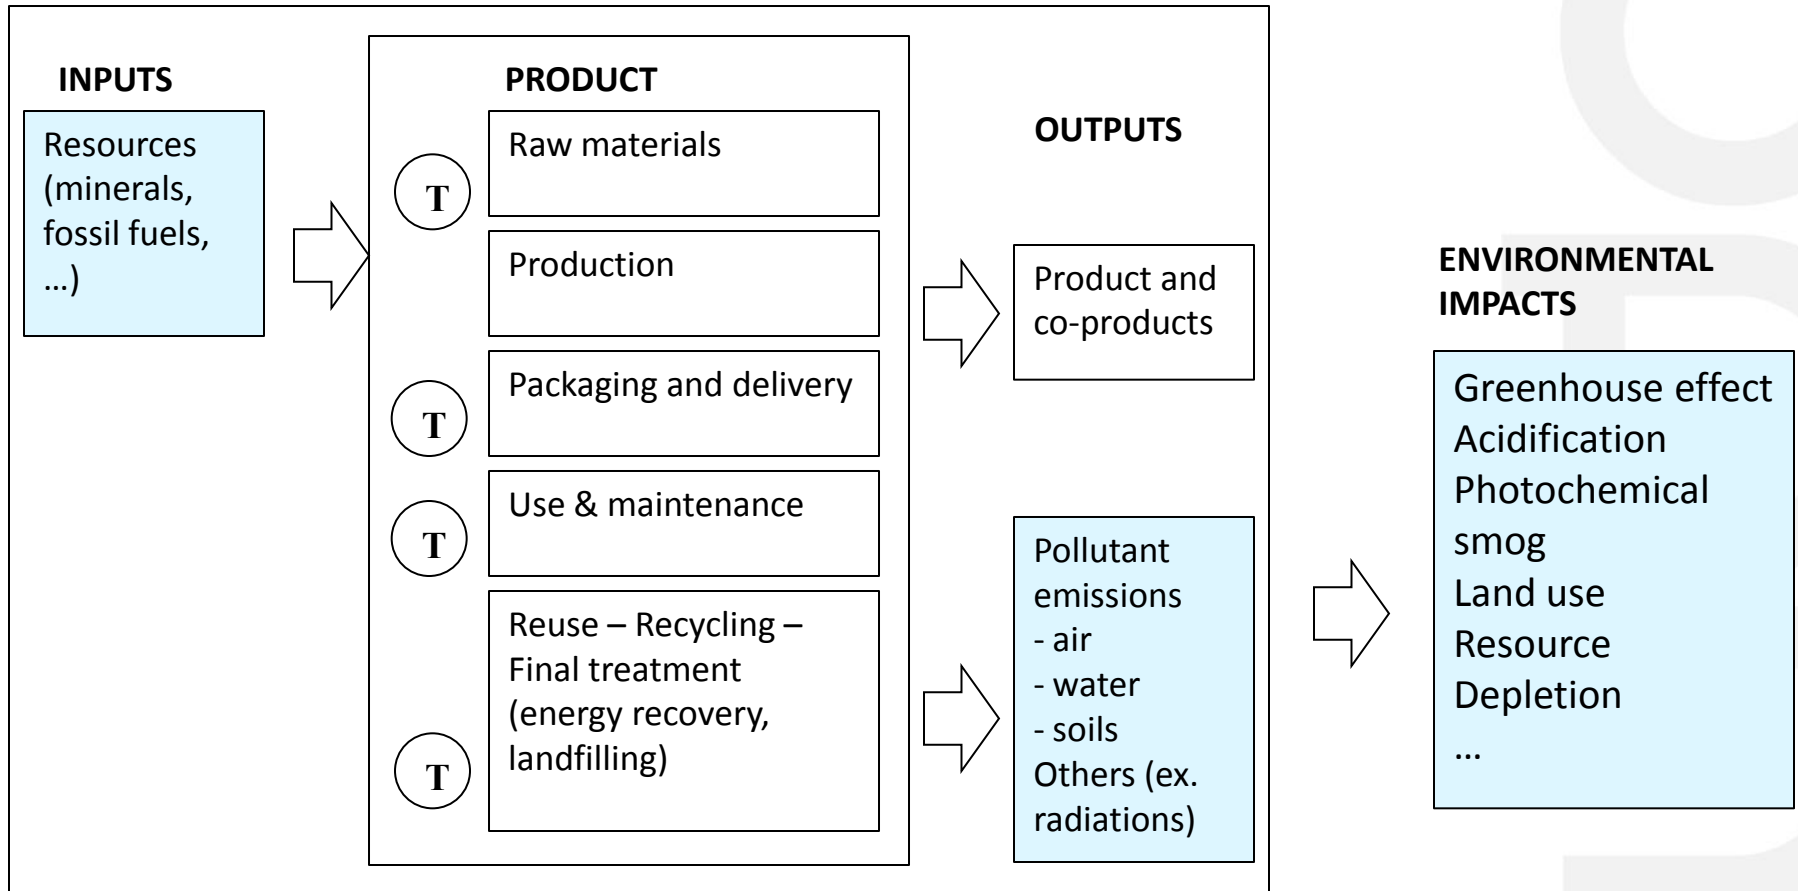 INPUTS
Resources
(minerals,
fossil fuels,
...)
PRODUCT
T
Raw materials
Production
T
Packaging and delivery
T
Use & maintenance
T
Reuse – Recycling –
Final treatment
(energy recovery,
landfilling)
OUTPUTS
Product and
co-products
Pollutant
emissions
- air
- water
- soils
Others (ex.
radiations)
ENVIRONMENTAL
IMPACTS
Greenhouse effect
Acidification
Photochemical
smog
Land use
Resource
Depletion
...